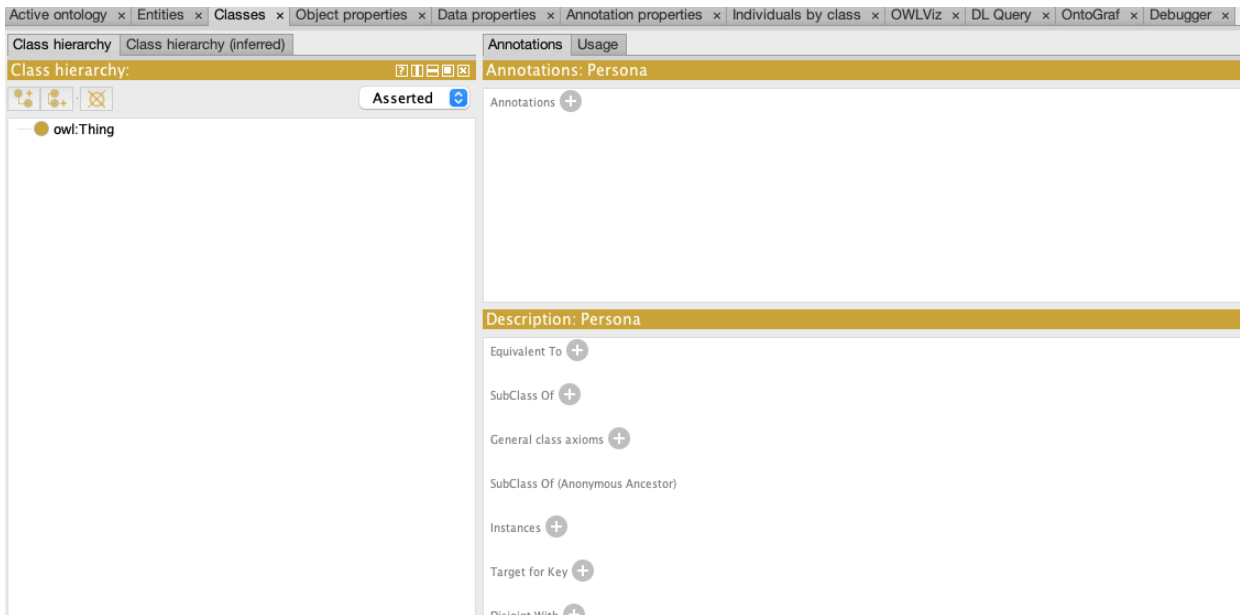 Active ontology × Entities × Classes × Object properties × Data properties × Annotation properties × Individuals by class × OWLViz × DL Query × OntoGraf × Debugger ×
Class hierarchy Class hierarchy (inferred)
Class hierarchy:
Asserted
owl:Thing
Annotations Usage
Annotations: Persona
Annotations
Description: Persona
Equivalent To
SubClass Of
General class axioms
SubClass Of (Anonymous Ancestor)
Instances
Target for Key
Disjoint With